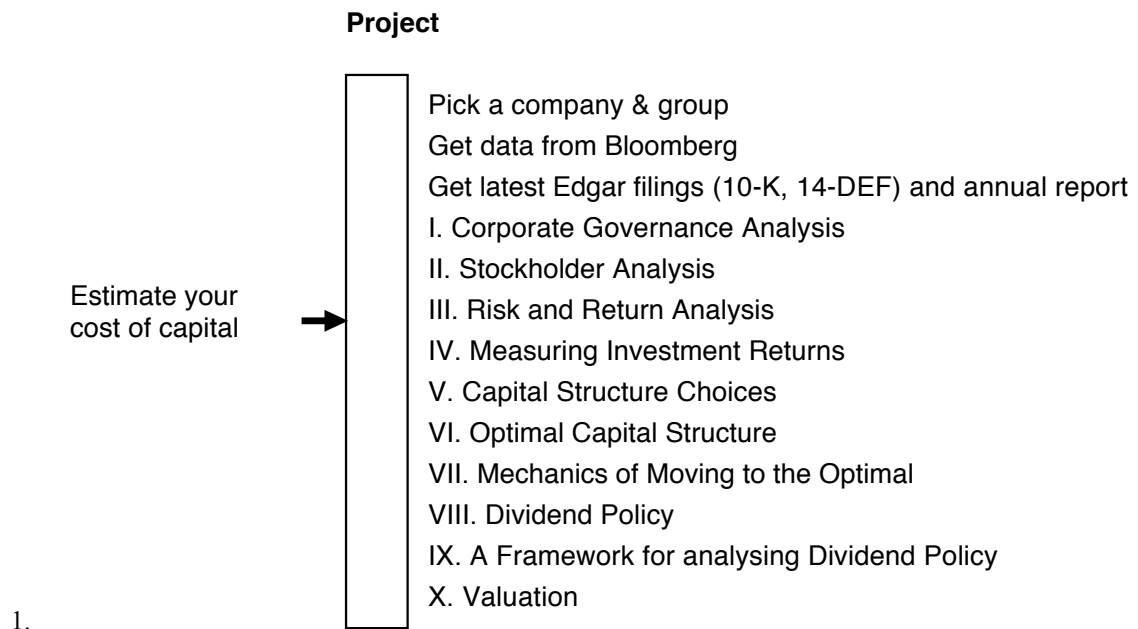 Project
Pick a company & group
Get data from Bloomberg
Get latest Edgar filings (10-K, 14-DEF) and annual report
I. Corporate Governance Analysis
II. Stockholder Analysis
Estimate your
cost of capital
III. Risk and Return Analysis
IV. Measuring Investment Returns
V. Capital Structure Choices
VI. Optimal Capital Structure
VII. Mechanics of Moving to the Optimal
VIII. Dividend Policy
IX. A Framework for analysing Dividend Policy
X. Valuation
1.